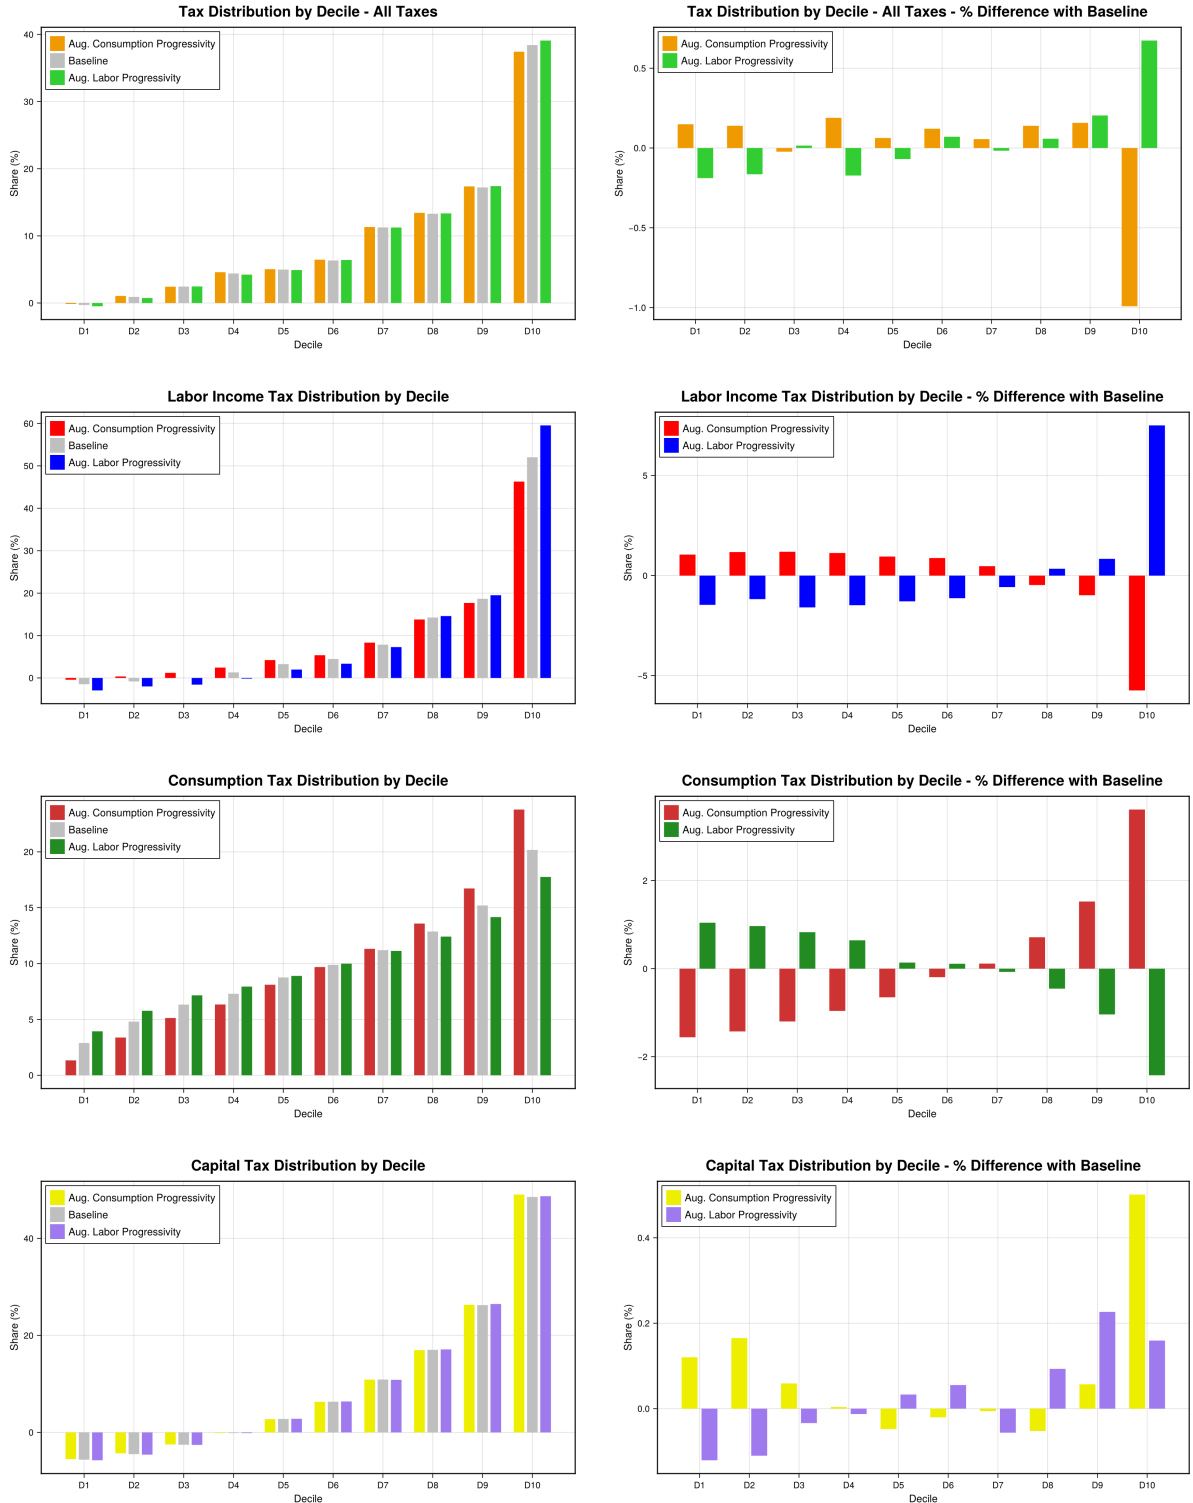 Tax Distribution by Decile - All Taxes
Aug. Consumption Progressivity
Baseline
Aug. Labor Progressivity
Share (%)
40
30
20
10
0
D1 D2 D3 D4 D5 D6 D7 D8 D9 D10
Decile
Tax Distribution by Decile - All Taxes - % Difference with Baseline
Aug. Consumption Progressivity
Aug. Labor Progressivity
Share (%)
0.5
0.0
−0.5
−1.0
D1 D2 D3 D4 D5 D6 D7 D8 D9 D10
Decile
Labor Income Tax Distribution by Decile
Aug. Consumption Progressivity
Baseline
Aug. Labor Progressivity
Share (%)
60
50
40
30
20
10
0
D1 D2 D3 D4 D5 D6 D7 D8 D9 D10
Decile
Labor Income Tax Distribution by Decile - % Difference with Baseline
Aug. Consumption Progressivity
Aug. Labor Progressivity
Share (%)
5
0
−5
D1 D2 D3 D4 D5 D6 D7 D8 D9 D10
Decile
Consumption Tax Distribution by Decile
Aug. Consumption Progressivity
Baseline
Aug. Labor Progressivity
Share (%)
20
15
10
5
0
D1 D2 D3 D4 D5 D6 D7 D8 D9 D10
Decile
Consumption Tax Distribution by Decile - % Difference with Baseline
Aug. Consumption Progressivity
Aug. Labor Progressivity
Share (%)
2
0
−2
D1 D2 D3 D4 D5 D6 D7 D8 D9 D10
Decile
Capital Tax Distribution by Decile
Aug. Consumption Progressivity
Baseline
Aug. Labor Progressivity
Share (%)
40
20
0
D1 D2 D3 D4 D5 D6 D7 D8 D9 D10
Decile
Capital Tax Distribution by Decile - % Difference with Baseline
Aug. Consumption Progressivity
Aug. Labor Progressivity
Share (%)
0.4
0.2
0.0
D1 D2 D3 D4 D5 D6 D7 D8 D9 D10
Decile